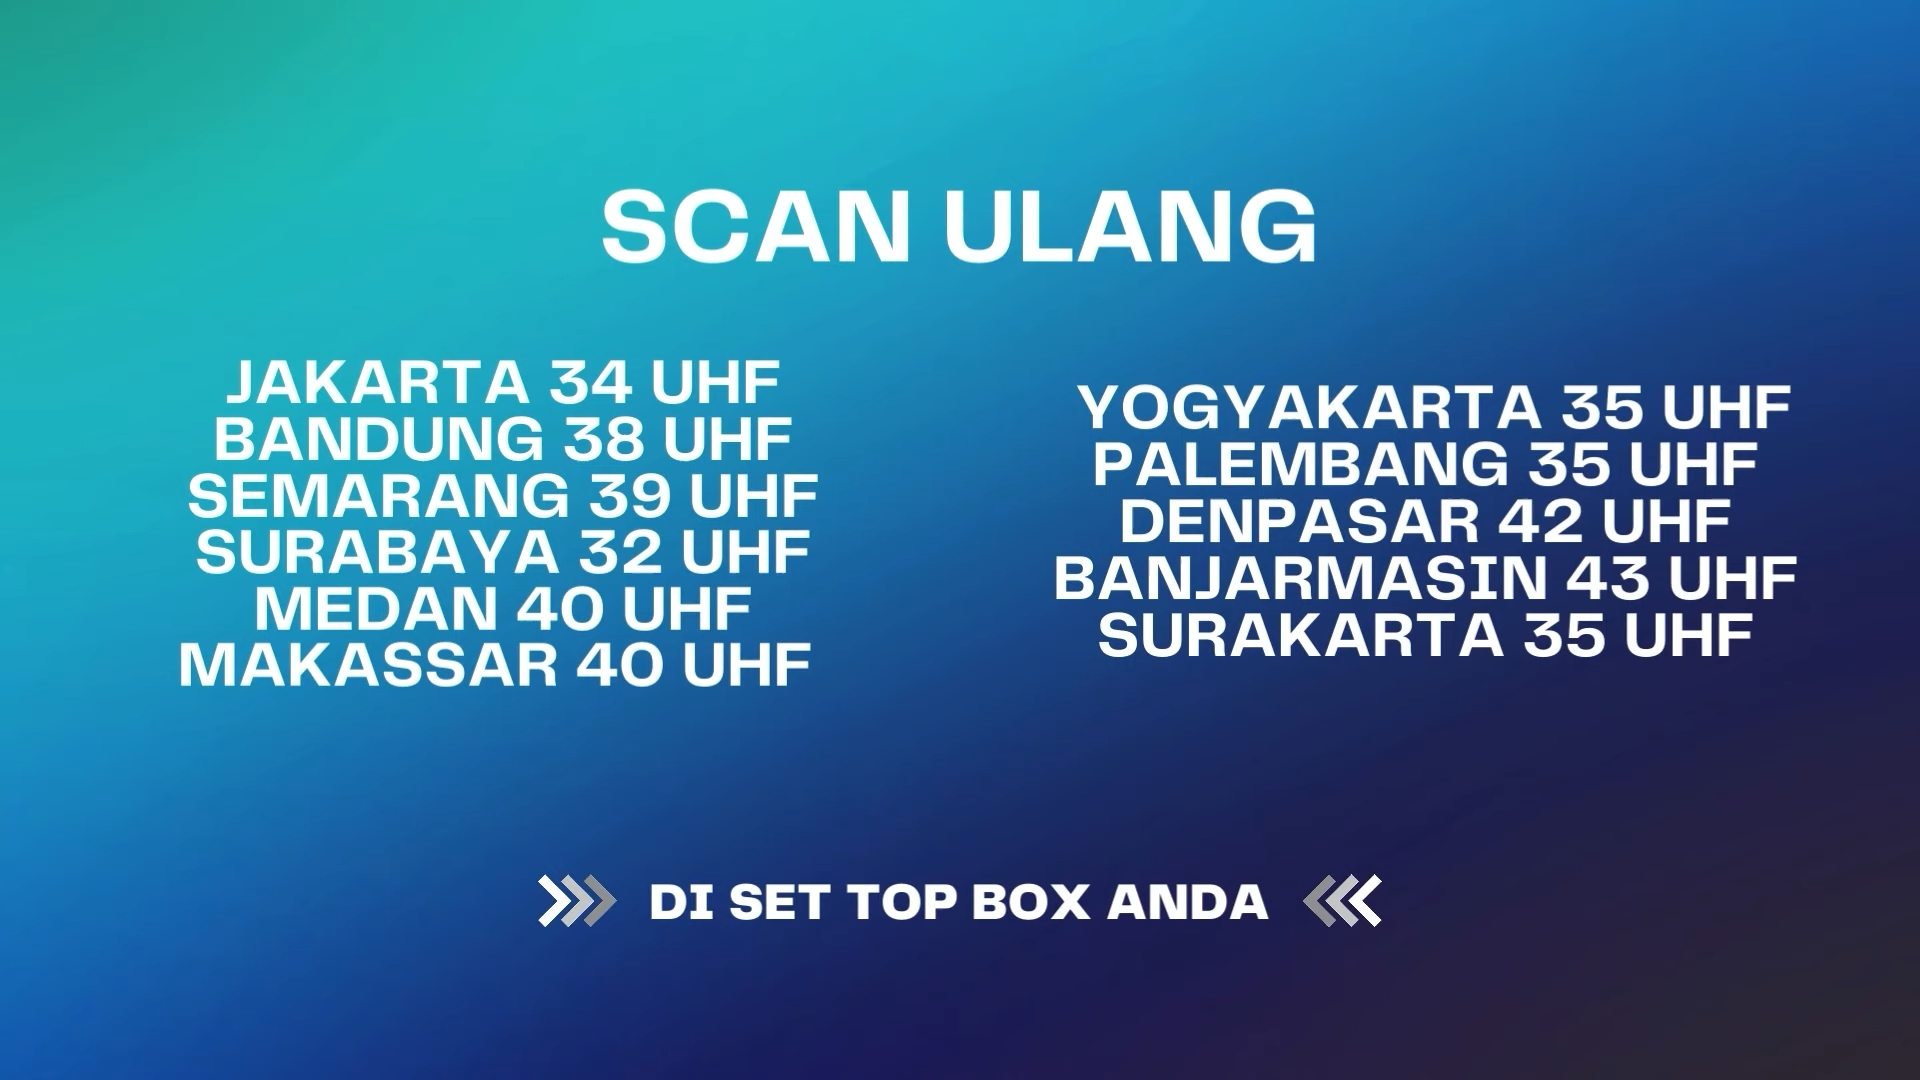 SCAN ULANG
JAKARTA 34 UHF
BANDUNG 38 UHF
SEMARANG 39 UHF
SURABAYA 32 UHF
MEDAN 40 UHF
MAKASSAR 40 UHF
YOGYAKARTA 35 UHF
PALEMBANG 35 UHF
DENPASAR 42 UHF
BANJARMASIN 43 UHF
SURAKARTA 35 UHF
DI SET TOP BOX ANDA